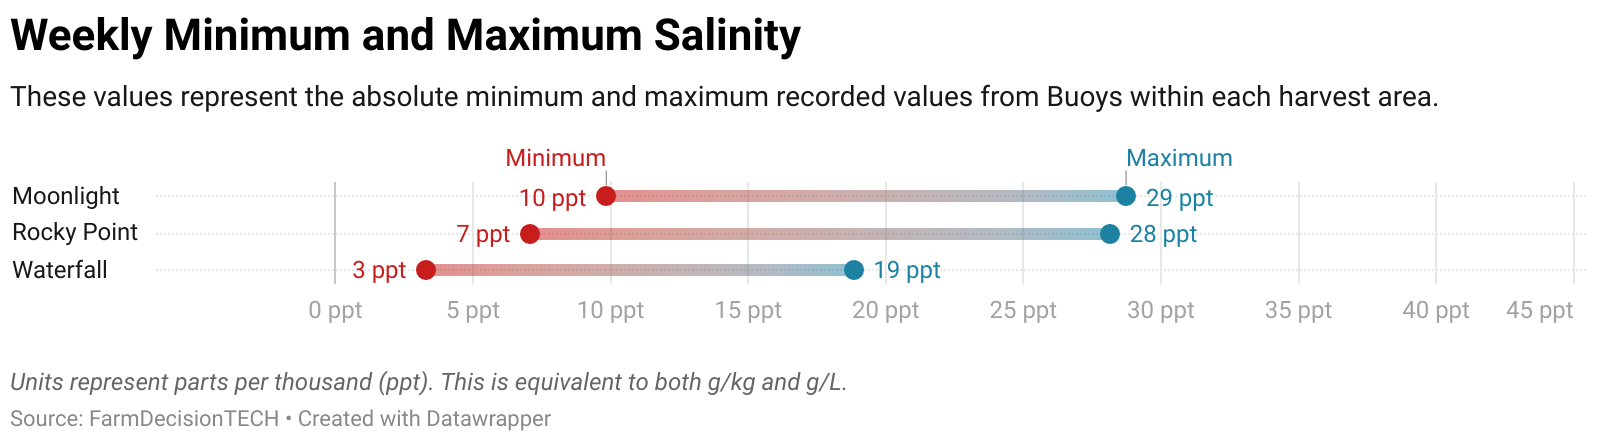 Weekly Minimum and Maximum Salinity
These values represent the absolute minimum and maximum recorded values from Buoys within each harvest area.
Minimum Maximum
Moonlight 10 ppt 29 ppt
Rocky Point 7 ppt 28 ppt
Waterfall 3 ppt 19 ppt
0 ppt 5 ppt 10 ppt 15 ppt 20 ppt 25 ppt 30 ppt 35 ppt 40 ppt 45 ppt
Units represent parts per thousand (ppt). This is equivalent to both g/kg and g/L.
Source: FarmDecisionTECH • Created with Datawrapper